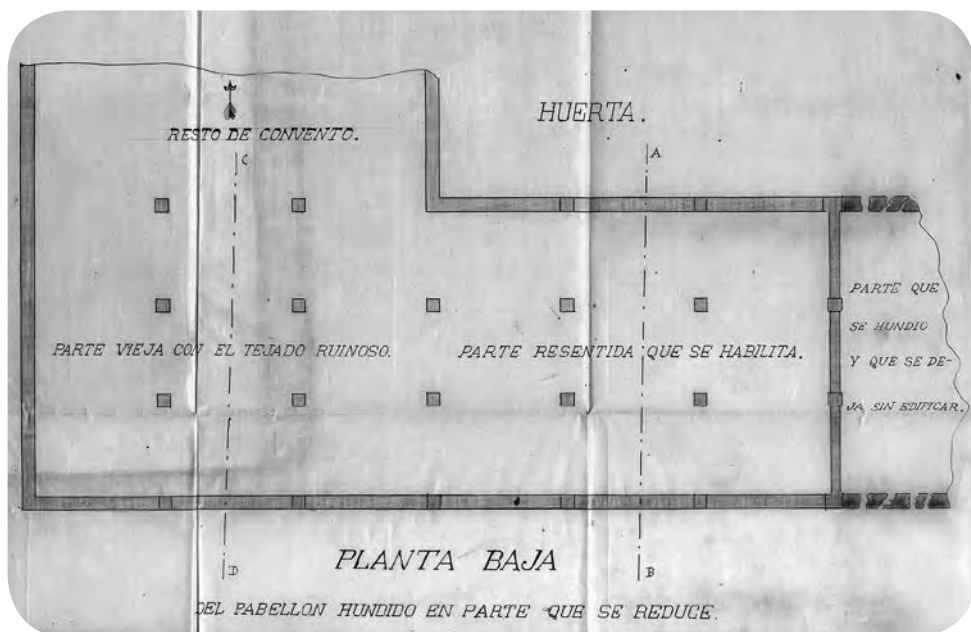 HUERTA.
RESTO DE CONVENTO.
C
A
PARTE VIEJA CON EL TEJADO RUINOSO.
PARTE RESENTIDA QUE SE HABILITA.
PARTE QUE
SE HUNDIO
Y QUE SE DE-
JA SIN EDIFICAR.
D
B
PLANTA BAJA
DEL PABELLON HUNDIDO EN PARTE QUE SE REDUCE.